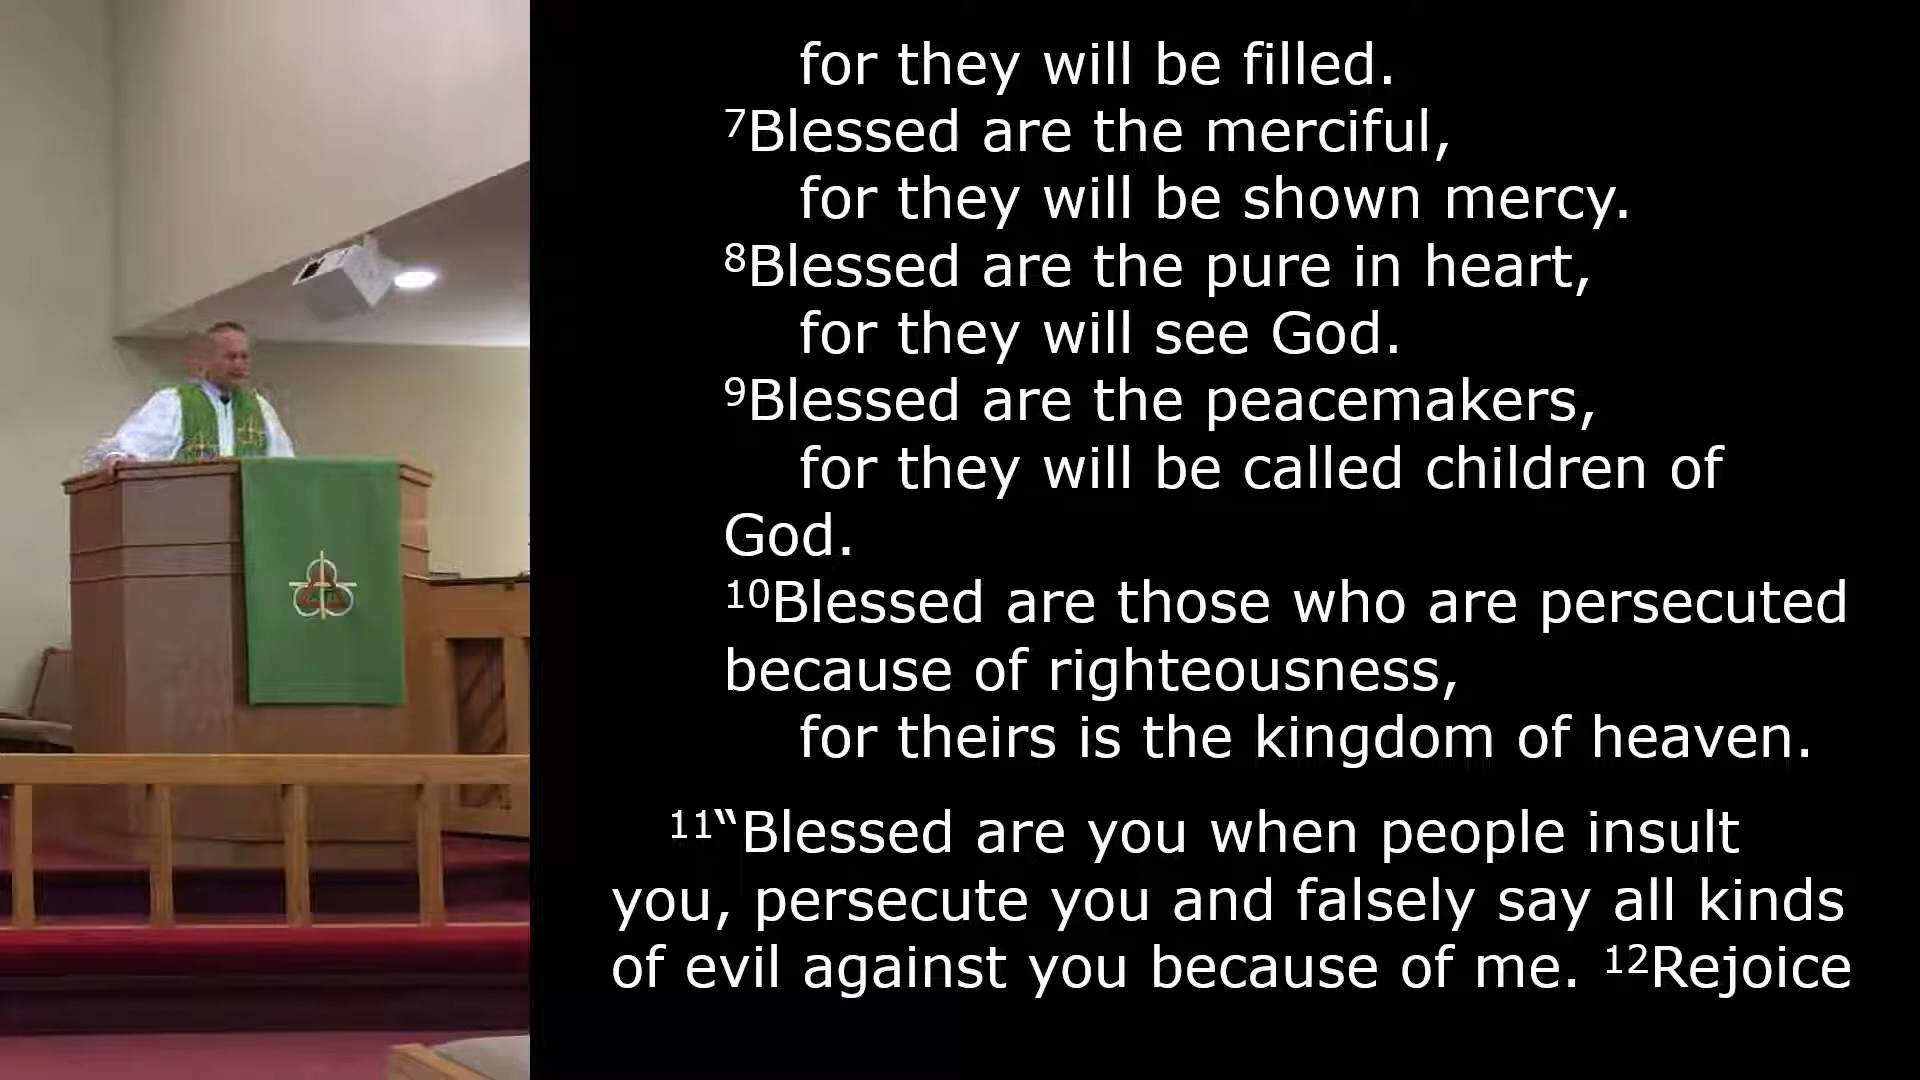 for they will be filled.
⁷Blessed are the merciful,
for they will be shown mercy.
⁸Blessed are the pure in heart,
for they will see God.
⁹Blessed are the peacemakers,
for they will be called children of
God.
¹⁰Blessed are those who are persecuted
because of righteousness,
for theirs is the kingdom of heaven.
¹¹“Blessed are you when people insult
you, persecute you and falsely say all kinds
of evil against you because of me. ¹²Rejoice